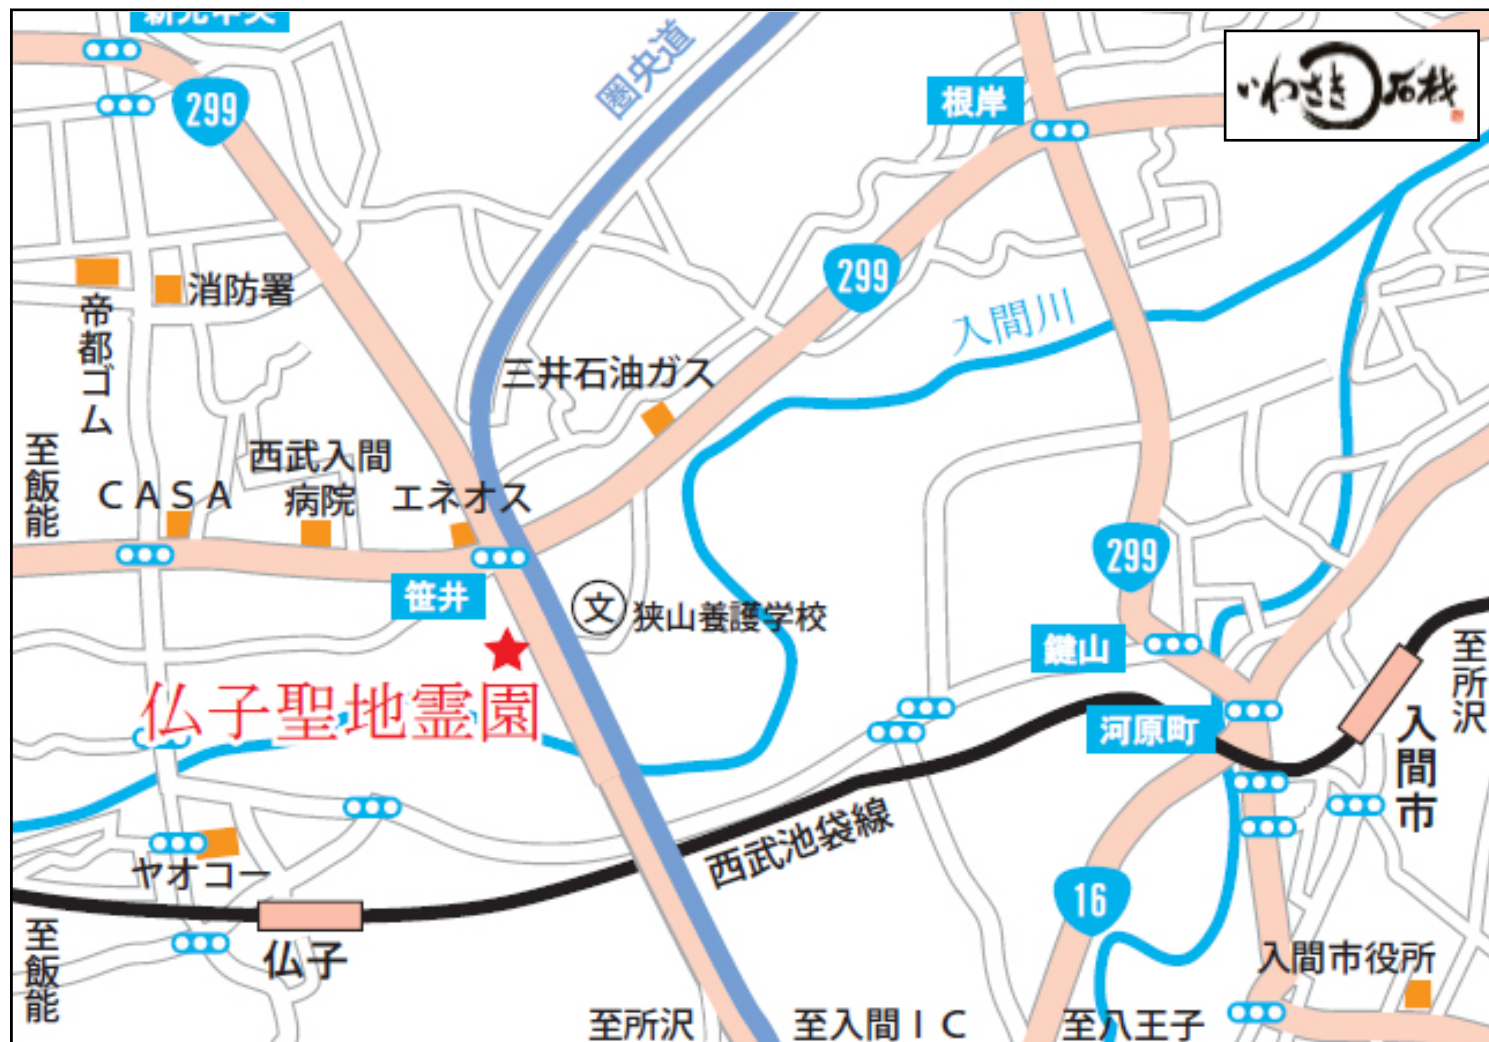 圏央道
299
根岸
いわさき石材
299
消防署
帝都ゴム
入間川
三井石油ガス
至飯能
西武入間
病院
CASA
エネオス
299
笹井
文
狭山養護学校
鍵山
至所沢
仏子聖地霊園
河原町
入間市
西武池袋線
ヤオコー
16
至飯能
仏子
入間市役所
至所沢
至入間IC
至八王子